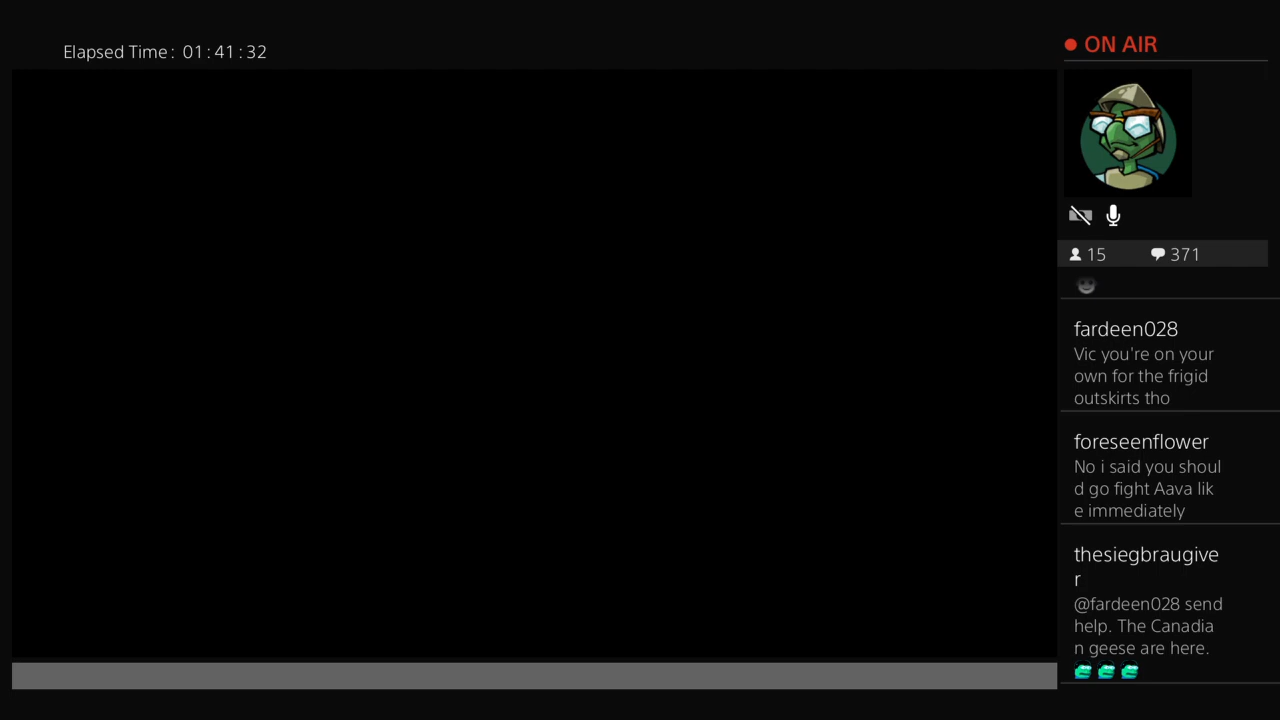 Elapsed Time: 01:41:32
ON AIR
15 371
fardeen028
Vic you're on your
own for the frigid
outskirts tho
foreseenflower
No i said you shoul
d go fight Aava lik
e immediately
thesiegbraugive
r
@fardeen028 send
help. The Canadia
n geese are here.